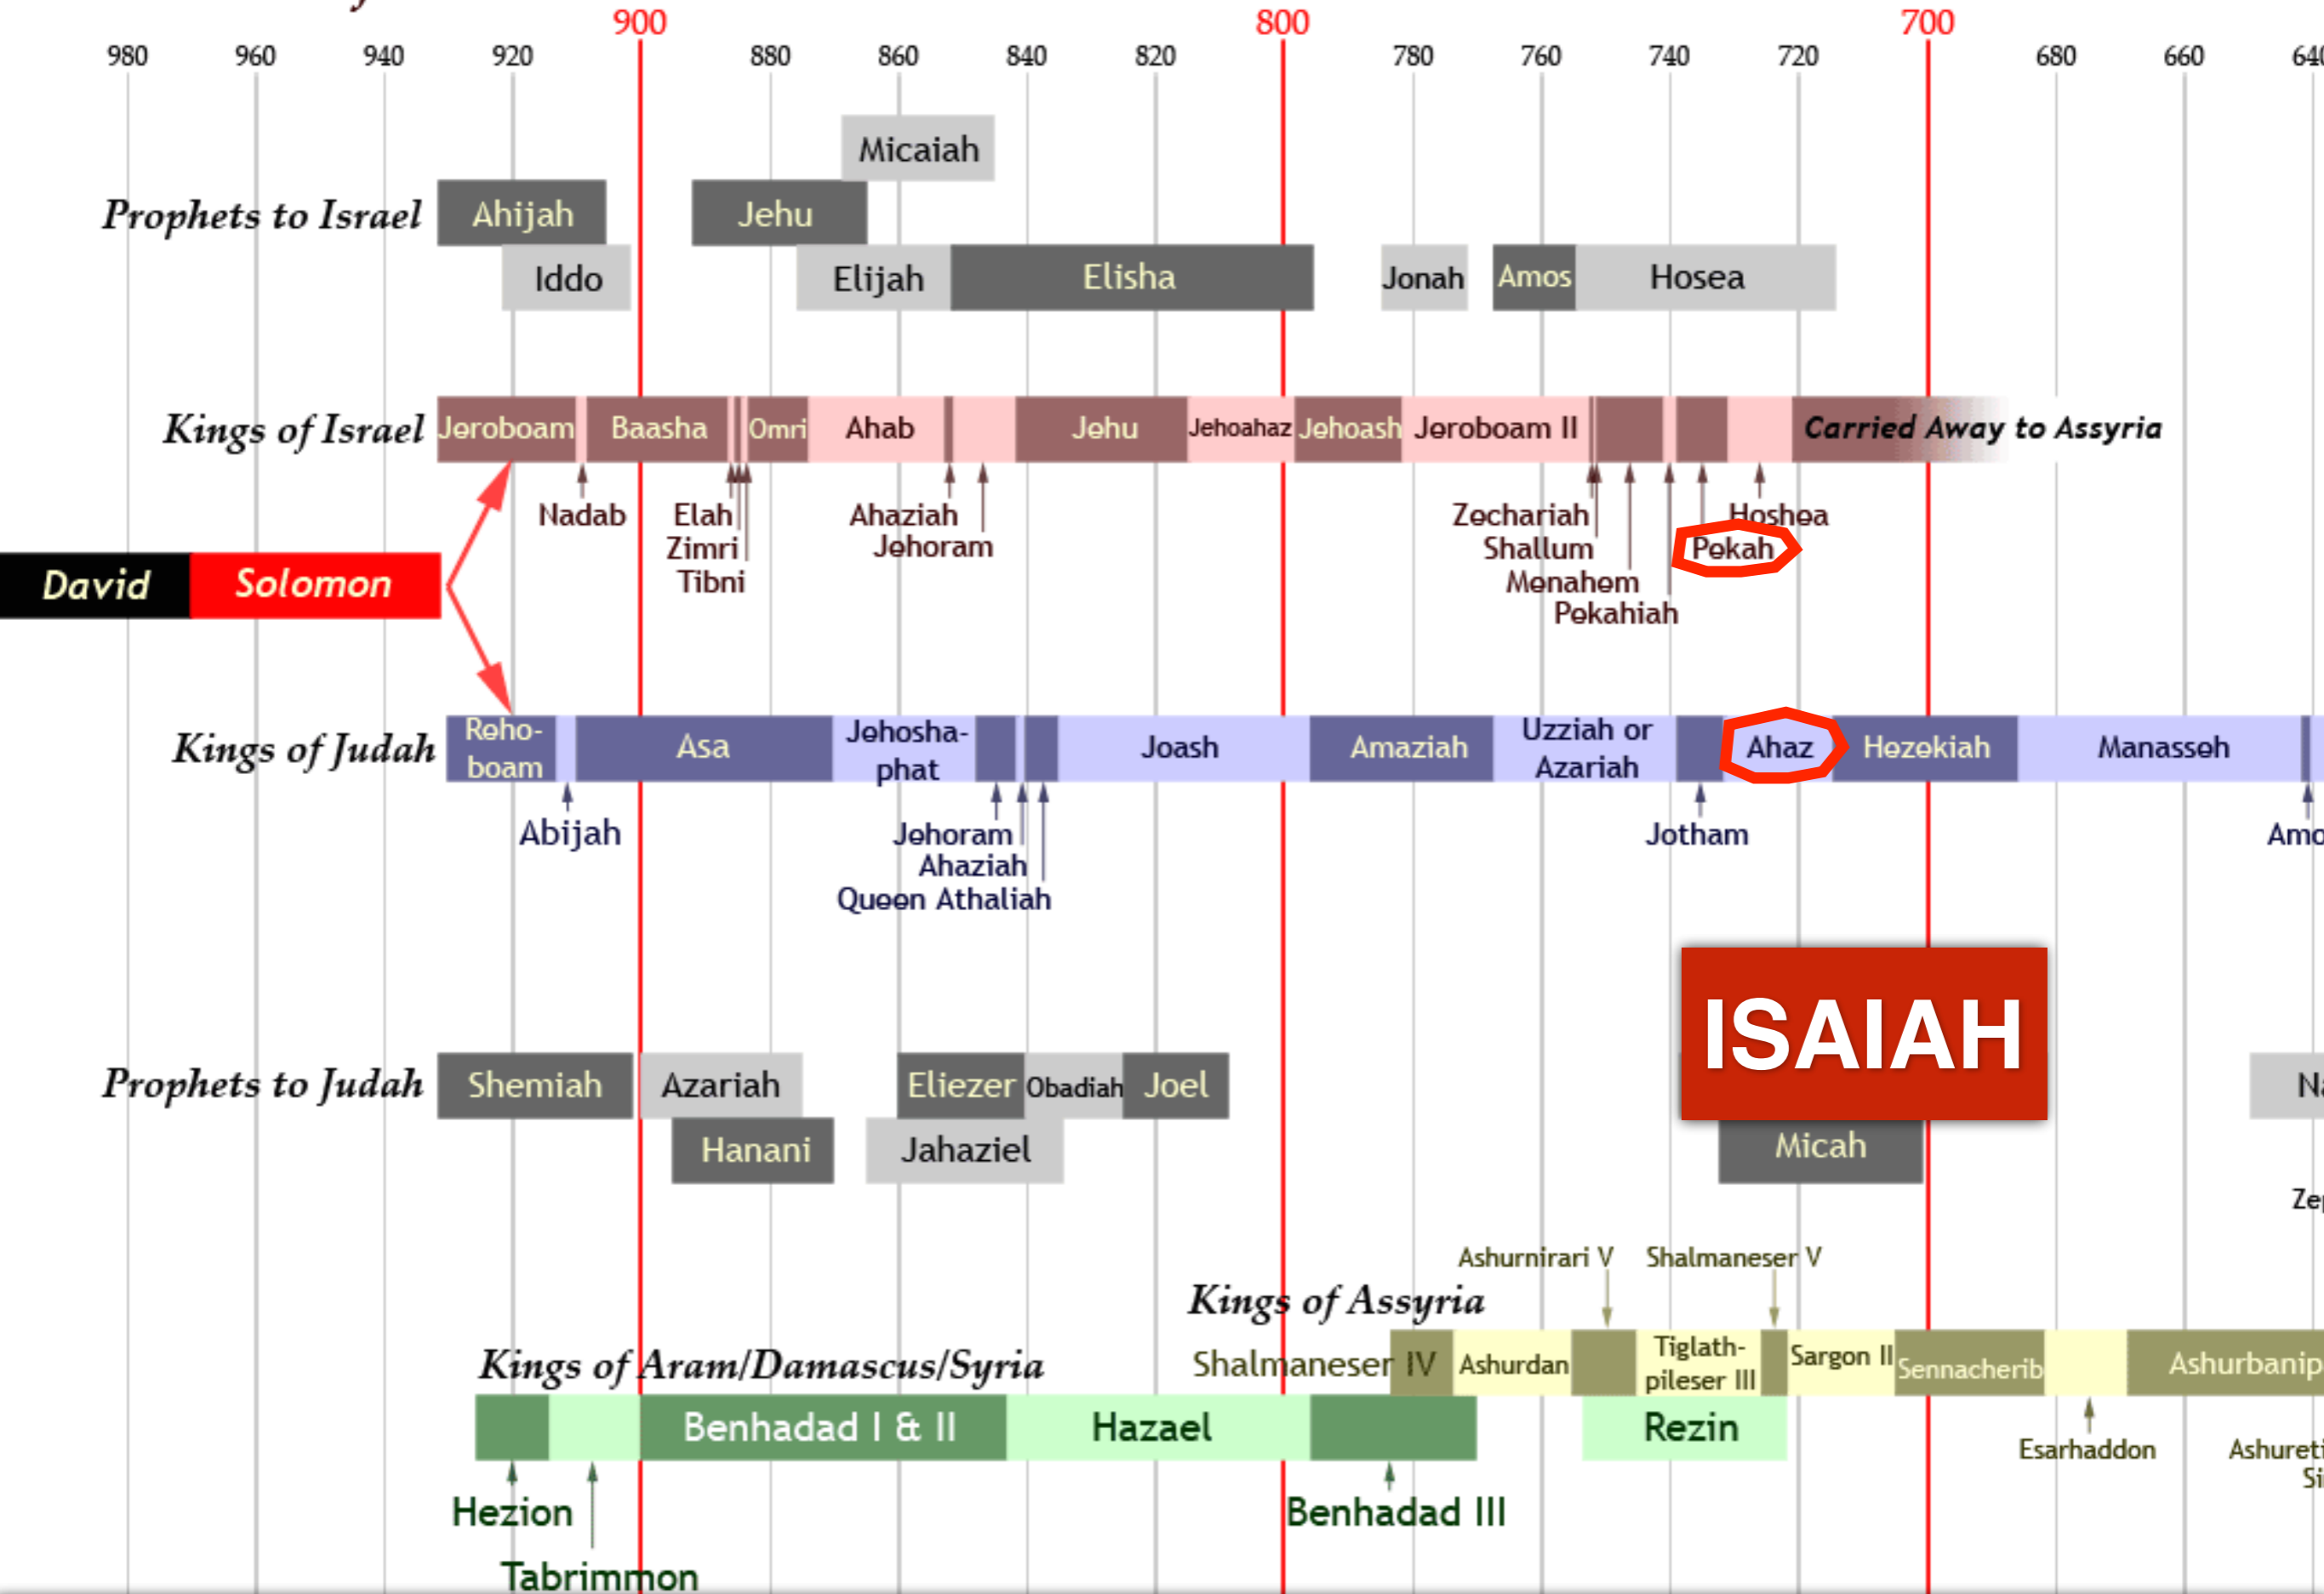 900
800
700
980
960
940
920
880
860
840
820
780
760
740
720
680
660
Micaiah
Prophets to Israel
Ahijah
Jehu
Iddo
Elijah
Elisha
Jonah
Amos
Hosea
Kings of Israel
Jeroboam
Baasha
Omri
Ahab
Jehu
Jehoahaz
Jehoash
Jeroboam II
Carried Away to Assyria
Nadab
Elah
Zimri
Tibni
Ahaziah
Jehoram
Zechariah
Shallum
Menahem
Pekahiah
Hoshea
Pekah
David
Solomon
Kings of Judah
Reho-
boam
Asa
Jehosha-
phat
Joash
Amaziah
Uzziah or
Azariah
Ahaz
Hezekiah
Manasseh
Abijah
Jehoram
Ahaziah
Queen Athaliah
Jotham
Amo
ISAIAH
Prophets to Judah
Shemiah
Azariah
Eliezer
Obadiah
Joel
Na
Hanani
Jahaziel
Micah
Zep
Ashurnirari V
Shalmaneser V
Kings of Assyria
Shalmaneser IV
Ashurdan
Tiglath-
pileser III
Sargon II
Sennacherib
Ashurbanip
Kings of Aram/Damascus/Syria
Benhadad I & II
Hazael
Rezin
Esarhaddon
Ashureti
Si
Hezion
Tabrimmon
Benhadad III